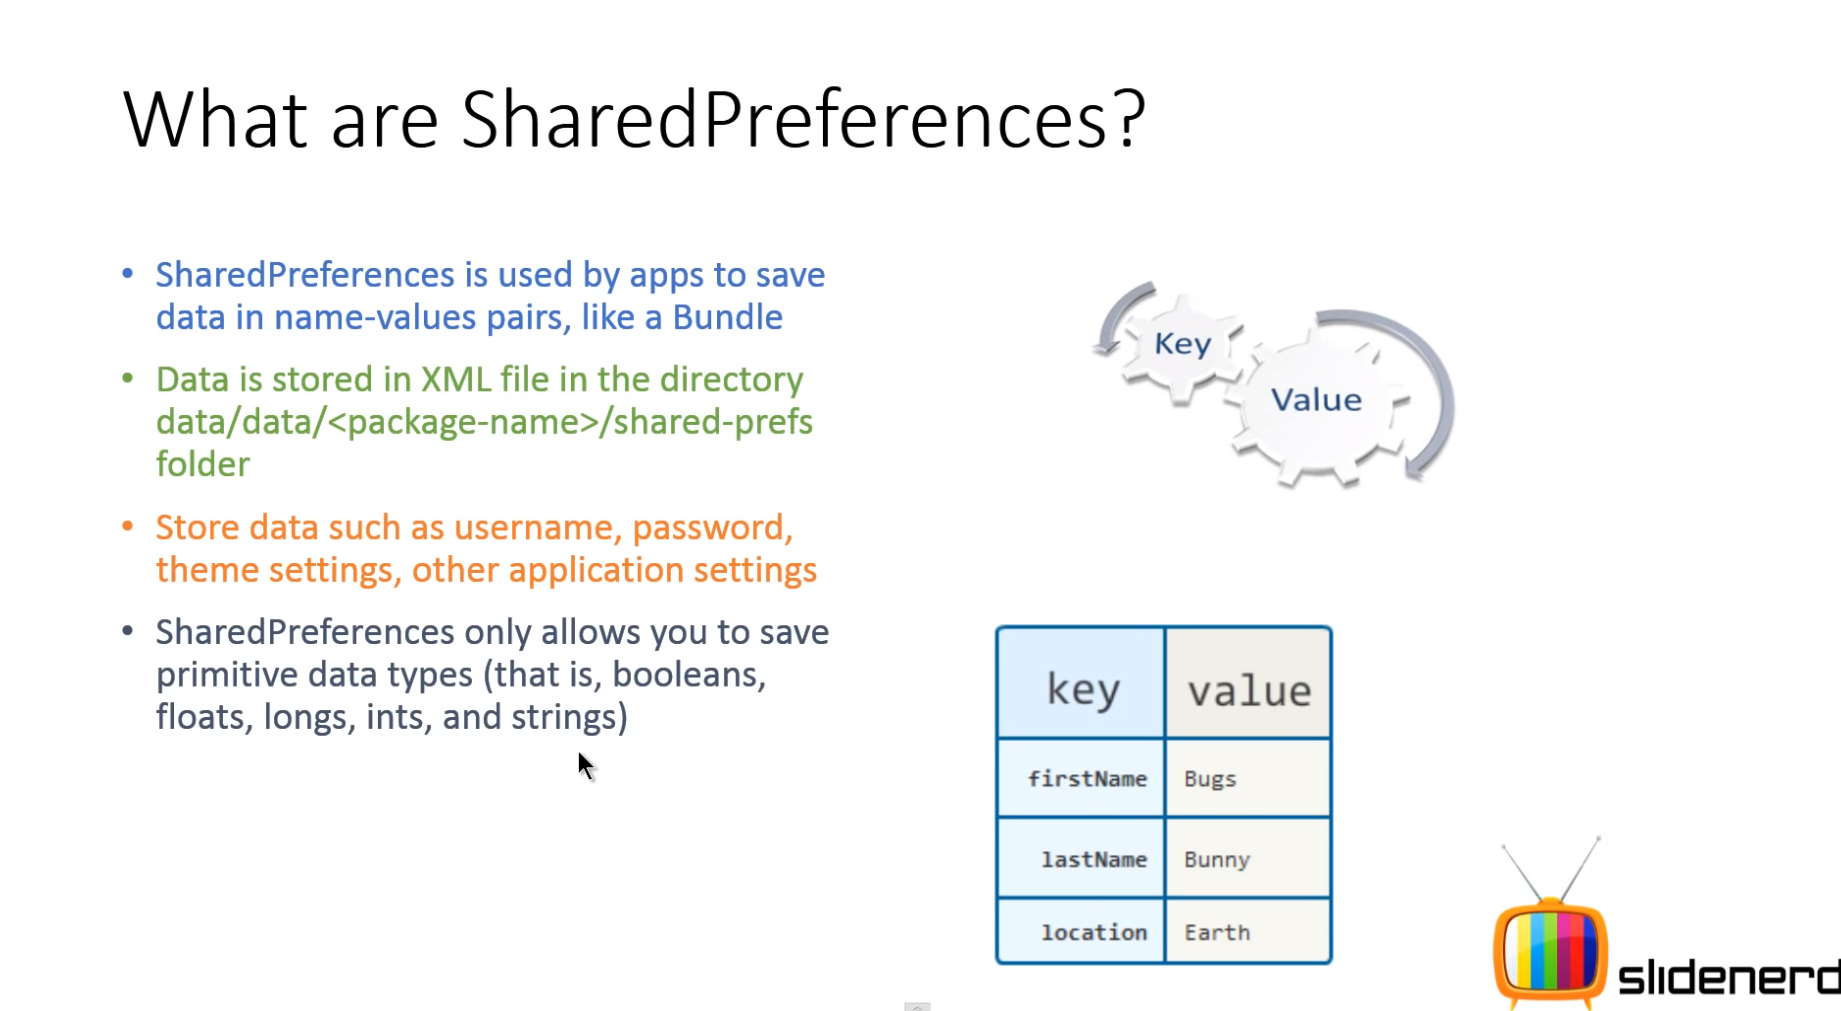 What are SharedPreferences?
• SharedPreferences is used by apps to save
data in name-values pairs, like a Bundle
• Data is stored in XML file in the directory
data/data/<package-name>/shared-prefs
folder
• Store data such as username, password,
theme settings, other application settings
• SharedPreferences only allows you to save
primitive data types (that is, booleans,
floats, longs, ints, and strings)
Key
Value
key value
firstName Bugs
lastName Bunny
location Earth
slidenerd